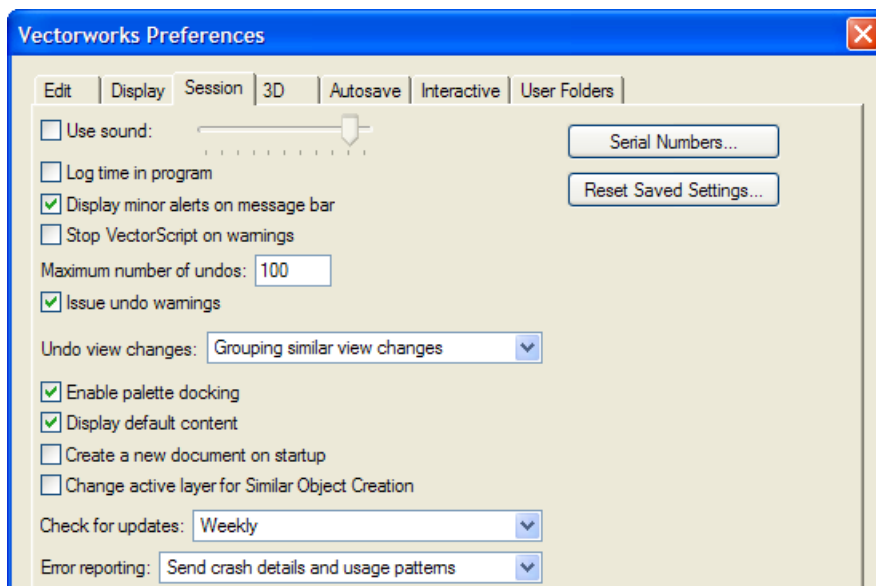 Vectorworks Preferences
Edit Display Session 3D Autosave Interactive User Folders
Use sound:
Serial Numbers...
Log time in program
Reset Saved Settings...
Display minor alerts on message bar
Stop VectorScript on warnings
Maximum number of undos: 100
Issue undo warnings
Undo view changes: Grouping similar view changes
Enable palette docking
Display default content
Create a new document on startup
Change active layer for Similar Object Creation
Check for updates: Weekly
Error reporting: Send crash details and usage patterns